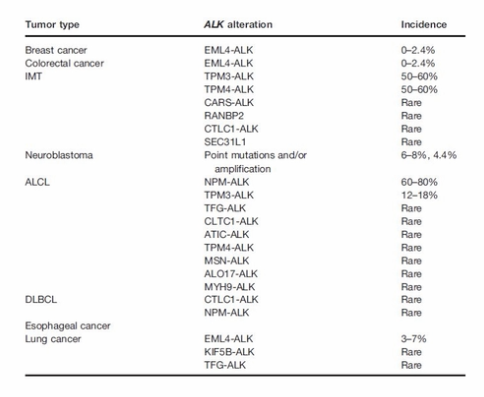 Tumor type ALK alteration Incidence
Breast cancer EML4-ALK 0–2.4%
Colorectal cancer EML4-ALK 0–2.4%
IMT TPM3-ALK 50–60%
TPM4-ALK 50–60%
CARS-ALK Rare
RANBP2 Rare
CTLC1-ALK Rare
SEC31L1 Rare
Neuroblastoma Point mutations and/or 6–8%, 4.4%
amplification
ALCL NPM-ALK 60–80%
TPM3-ALK 12–18%
TFG-ALK Rare
CLTC1-ALK Rare
ATIC-ALK Rare
TPM4-ALK Rare
MSN-ALK Rare
ALO17-ALK Rare
MYH9-ALK Rare
DLBCL CTLC1-ALK Rare
NPM-ALK Rare
Esophageal cancer
Lung cancer EML4-ALK 3–7%
KIF5B-ALK Rare
TFG-ALK Rare